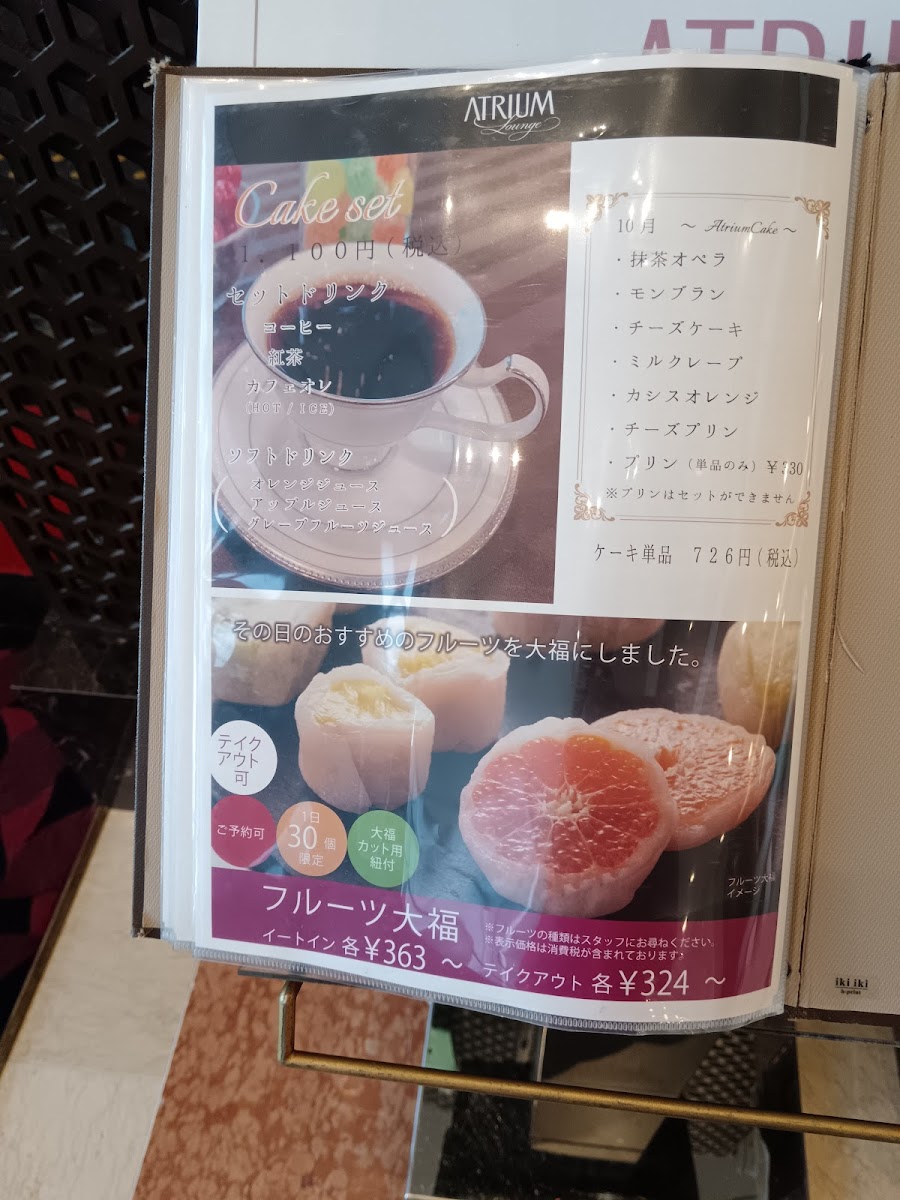 ATRIUM
Lounge
Cake set
1,100円(税込)
セットドリンク
コーヒー
紅茶
カフェオレ
(HOT / ICE)
ソフトドリンク
オレンジジュース
アップルジュース
グレープフルーツジュース
10月 ～ AtriumCake ～
・抹茶オペラ
・モンブラン
・チーズケーキ
・ミルクレープ
・カシスオレンジ
・チーズプリン
・プリン（単品のみ）￥330
※プリンはセットができません
ケーキ単品 726円(税込)
その日のおすすめのフルーツを大福にしました。
テイク
アウト
可
ご予約可
1日
30個
限定
大福
カット用
紐付
フルーツ大福
イメージ
フルーツ大福
※フルーツの種類はスタッフにお尋ねください。
※表示価格は消費税が含まれております。
イートイン 各￥363 ～ テイクアウト 各￥324 ～
iki iki